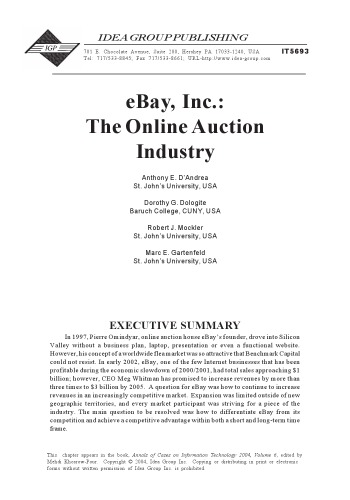 IDEA GROUP PUBLISHING
IGP
701 E. Chocolate Avenue, Suite 200, Hershey PA 17033-1240, USA
IT5693
Tel: 717/533-8845; Fax 717/533-8661; URL-http://www.idea-group.com
eBay, Inc.:
The Online Auction
Industry
Anthony E. D'Andrea
St. John's University, USA
Dorothy G. Dologite
Baruch College, CUNY, USA
Robert J. Mockler
St. John's University, USA
Marc E. Gartenfeld
St. John's University, USA
EXECUTIVE SUMMARY
In 1997, Pierre Omindyar, online auction house eBay's founder, drove into Silicon
Valley without a business plan, laptop, presentation or even a functional website.
However, his concept of a worldwide flea market was so attractive that Benchmark Capital
could not resist. In early 2002, eBay, one of the few Internet businesses that has been
profitable during the economic slowdown of 2000/2001, had total sales approaching $1
billion; however, CEO Meg Whitman has promised to increase revenues by more than
three times to $3 billion by 2005. A question for eBay was how to continue to increase
revenues in an increasingly competitive market. Expansion was limited outside of new
geographic territories, and every market participant was striving for a piece of the
industry. The main question to be resolved was how to differentiate eBay from its
competition and achieve a competitive advantage within both a short and long-term time
frame.
This chapter appears in the book, Annals of Cases on Information Technology 2004, Volume 6, edited by
Mehdi Khosrow-Pour. Copyright © 2004, Idea Group Inc. Copying or distributing in print or electronic
forms without written permission of Idea Group Inc. is prohibited.